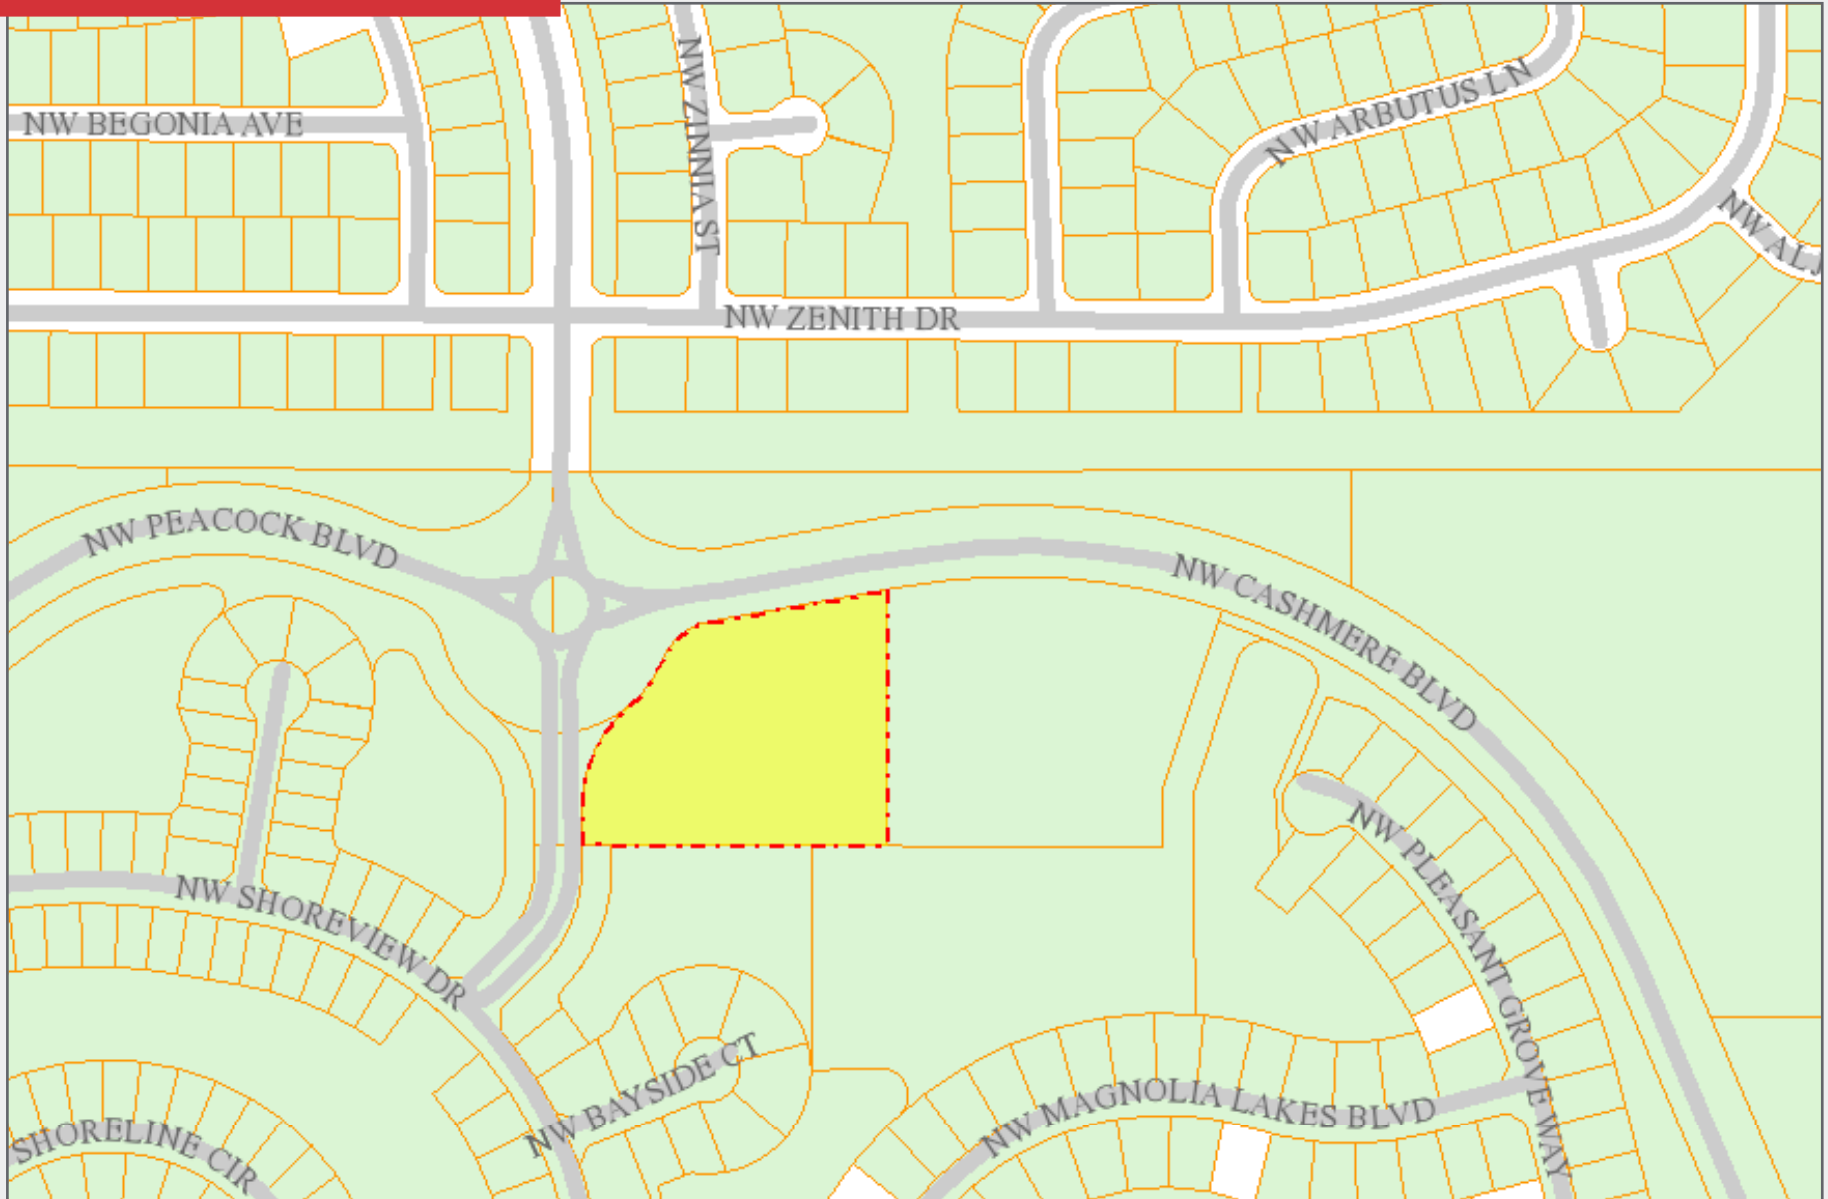 NW BEGONIA AVE
NW ZINNIA ST
NW ARBUTUS LN
NW ZENITH DR
NW PEACOCK BLVD
NW CASHMERE BLVD
NW SHOREVIEW DR
NW PLEASANT GROVE WAY
NW BAYSIDE CT
NW MAGNOLIA LAKES BLVD
SHORELINE CIR